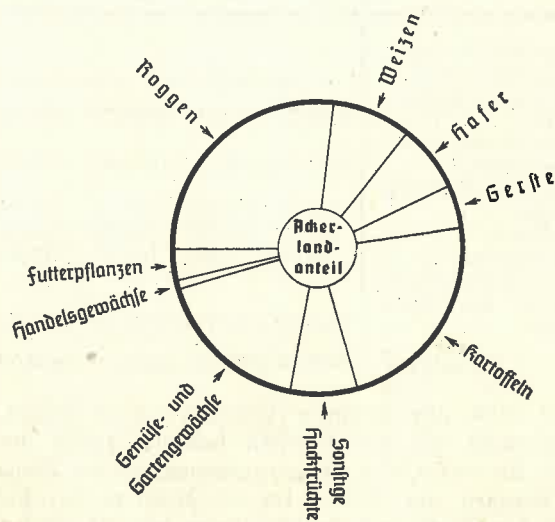 Roggen
Weizen
Hafer
Gerste
Acker-
land-
anteil
Futterpflanzen
Handelsgewächse
Kartoffeln
Gemüse- und
Gartengewächse
Sonstige
Hackfrüchte